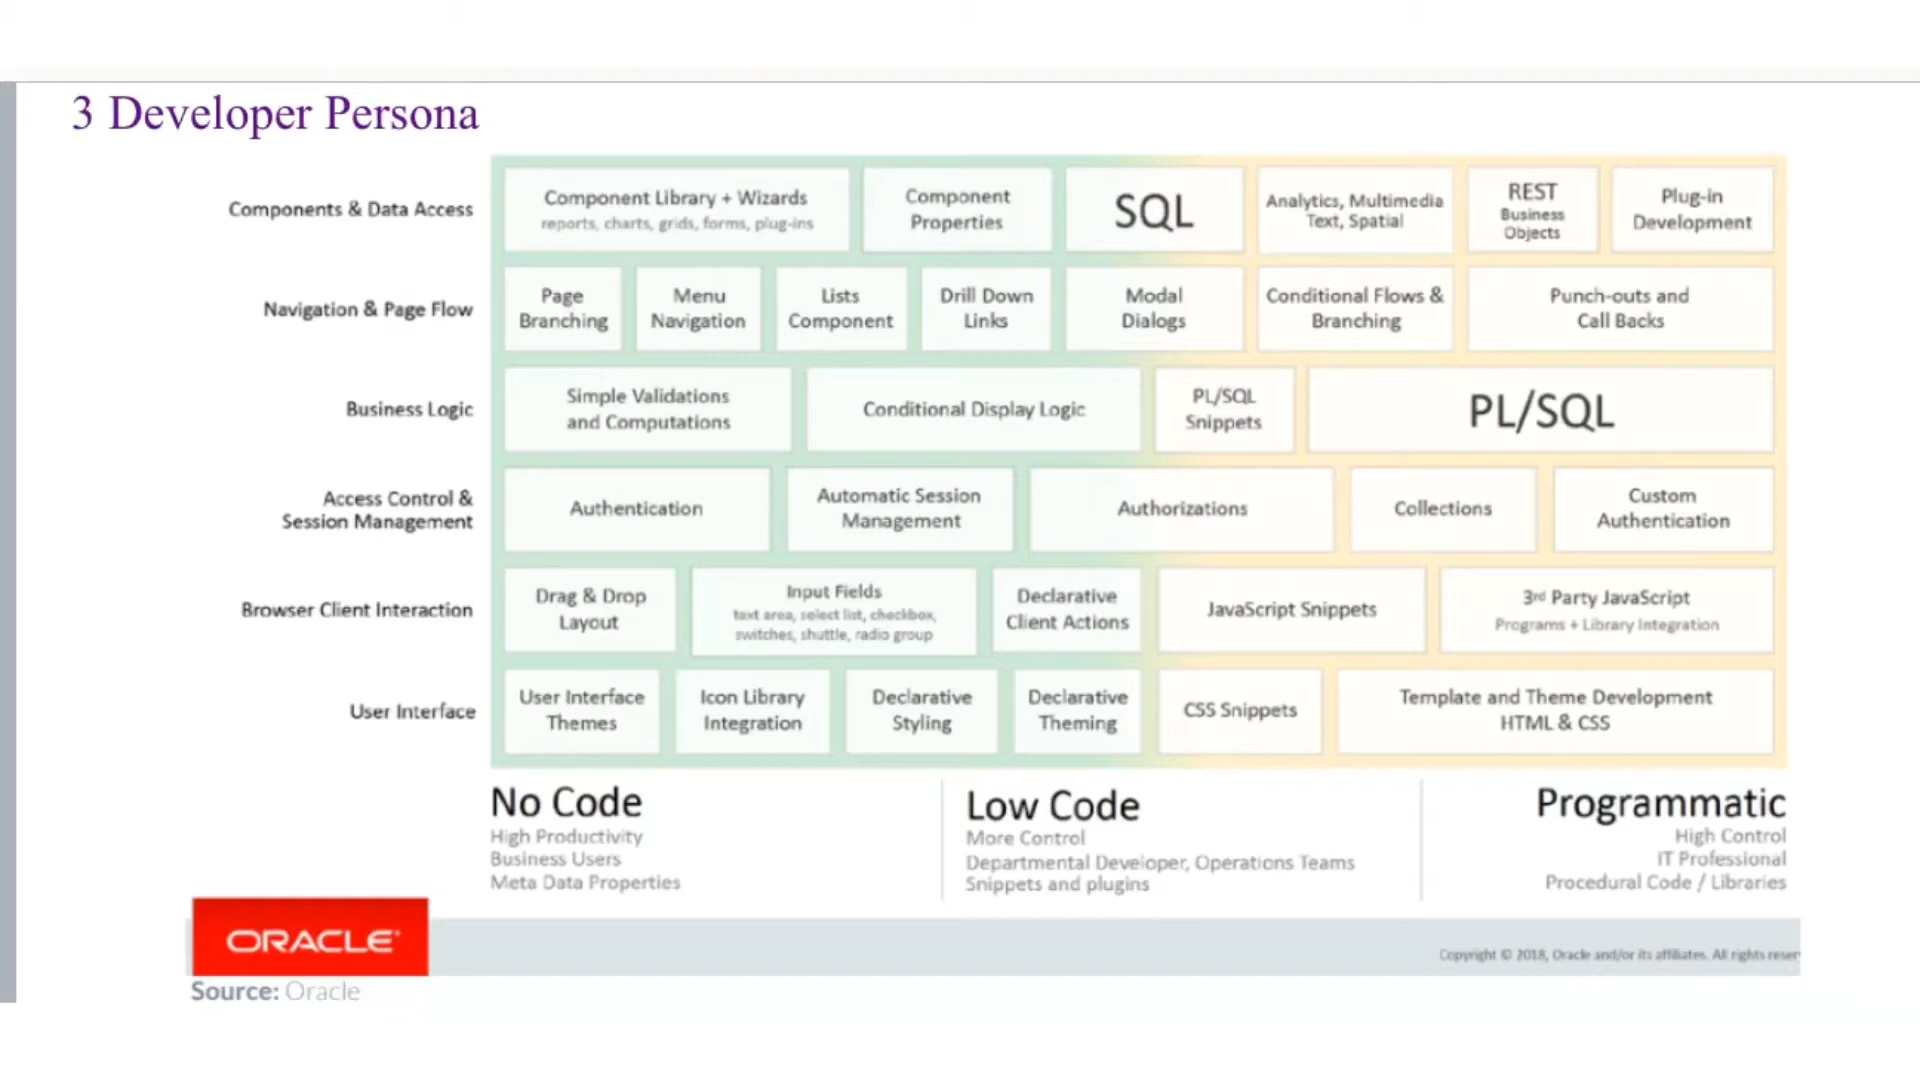 3 Developer Persona
Components & Data Access
Component Library + Wizards
reports, charts, grids, forms, plug-ins
Component
Properties
SQL
Analytics, Multimedia
Text, Spatial
REST
Business
Objects
Plug-in
Development
Navigation & Page Flow
Page
Branching
Menu
Navigation
Lists
Component
Drill Down
Links
Modal
Dialogs
Conditional Flows &
Branching
Punch-outs and
Call Backs
Business Logic
Simple Validations
and Computations
Conditional Display Logic
PL/SQL
Snippets
PL/SQL
Access Control &
Session Management
Authentication
Automatic Session
Management
Authorizations
Collections
Custom
Authentication
Browser Client Interaction
Drag & Drop
Layout
Input Fields
text area, select list, checkbox,
switches, shuttle, radio group
Declarative
Client Actions
JavaScript Snippets
3rd Party JavaScript
Programs + Library Integration
User Interface
User Interface
Themes
Icon Library
Integration
Declarative
Styling
Declarative
Theming
CSS Snippets
Template and Theme Development
HTML & CSS
No Code
High Productivity
Business Users
Meta Data Properties
Low Code
More Control
Departmental Developer, Operations Teams
Snippets and plugins
Programmatic
High Control
IT Professional
Procedural Code / Libraries
ORACLE®
Copyright © 2018, Oracle and/or its affiliates. All rights reser
Source: Oracle